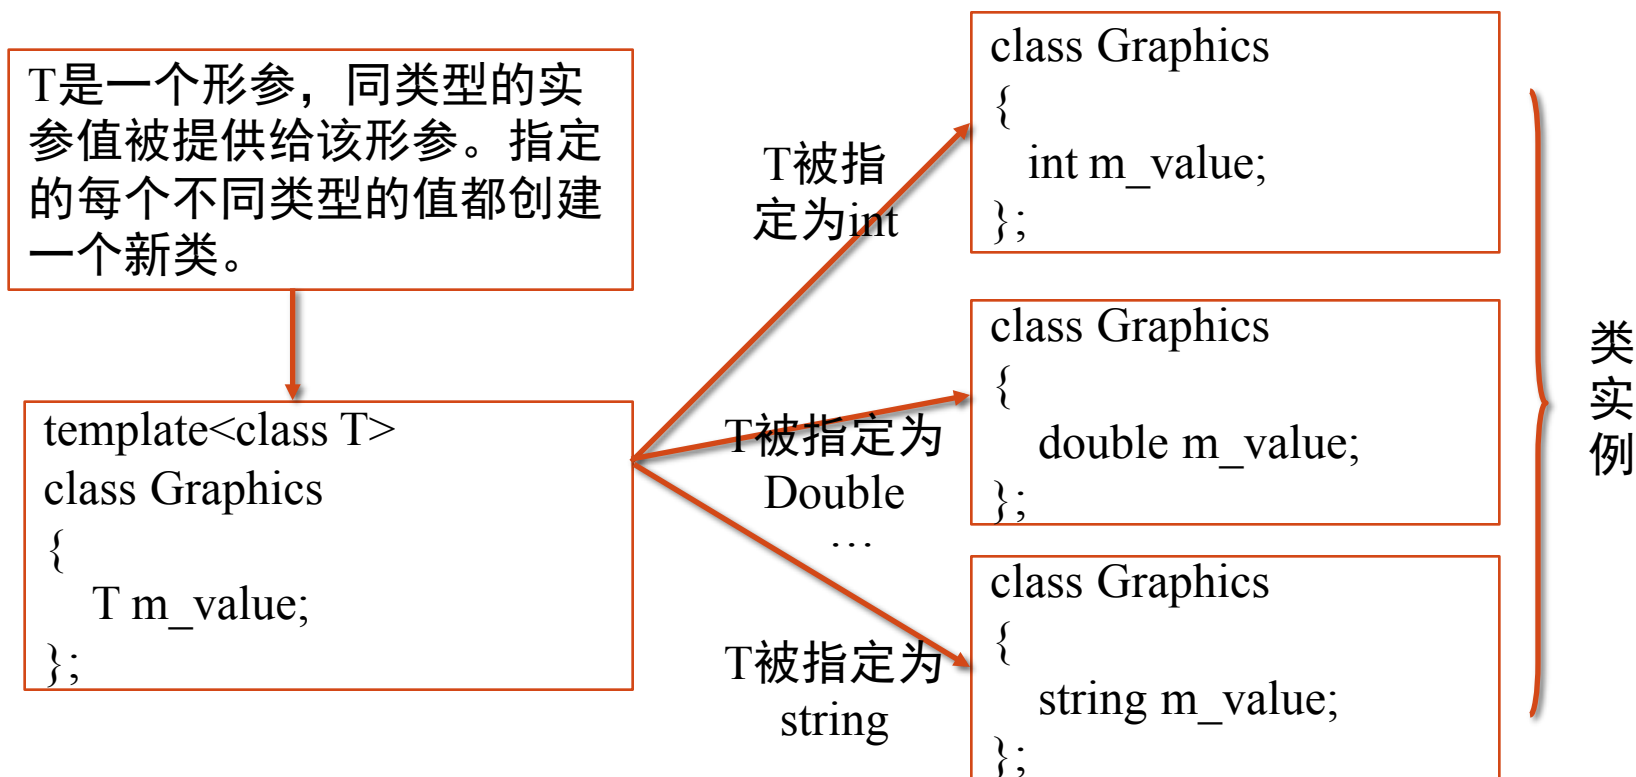 T是一个形参，同类型的实
参值被提供给该形参。指定
的每个不同类型的值都创建
一个新类。
template<class T>
class Graphics
{
T m_value;
};
T被指
定为int
T被指定为
Double
…
T被指定为
string
class Graphics
{
int m_value;
};
class Graphics
{
double m_value;
};
class Graphics
{
string m_value;
};
类
实
例